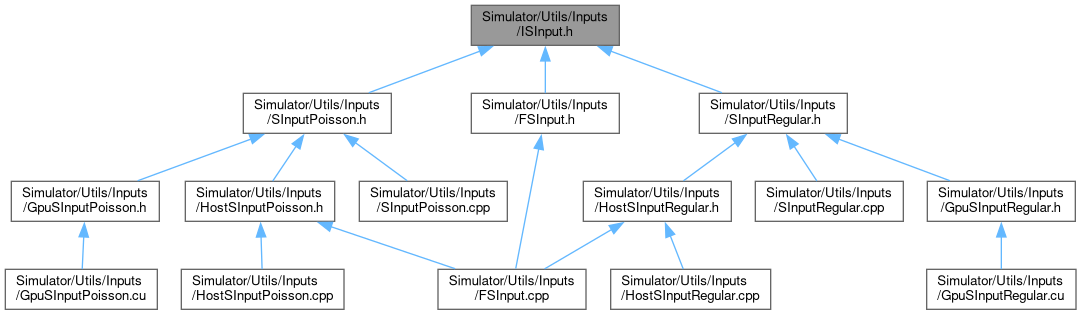 Simulator/Utils/Inputs
/ISInput.h
Simulator/Utils/Inputs
/SInputPoisson.h
Simulator/Utils/Inputs
/FSInput.h
Simulator/Utils/Inputs
/SInputRegular.h
Simulator/Utils/Inputs
/GpuSInputPoisson.h
Simulator/Utils/Inputs
/HostSInputPoisson.h
Simulator/Utils/Inputs
/SInputPoisson.cpp
Simulator/Utils/Inputs
/HostSInputRegular.h
Simulator/Utils/Inputs
/SInputRegular.cpp
Simulator/Utils/Inputs
/GpuSInputRegular.h
Simulator/Utils/Inputs
/GpuSInputPoisson.cu
Simulator/Utils/Inputs
/HostSInputPoisson.cpp
Simulator/Utils/Inputs
/FSInput.cpp
Simulator/Utils/Inputs
/HostSInputRegular.cpp
Simulator/Utils/Inputs
/GpuSInputRegular.cu